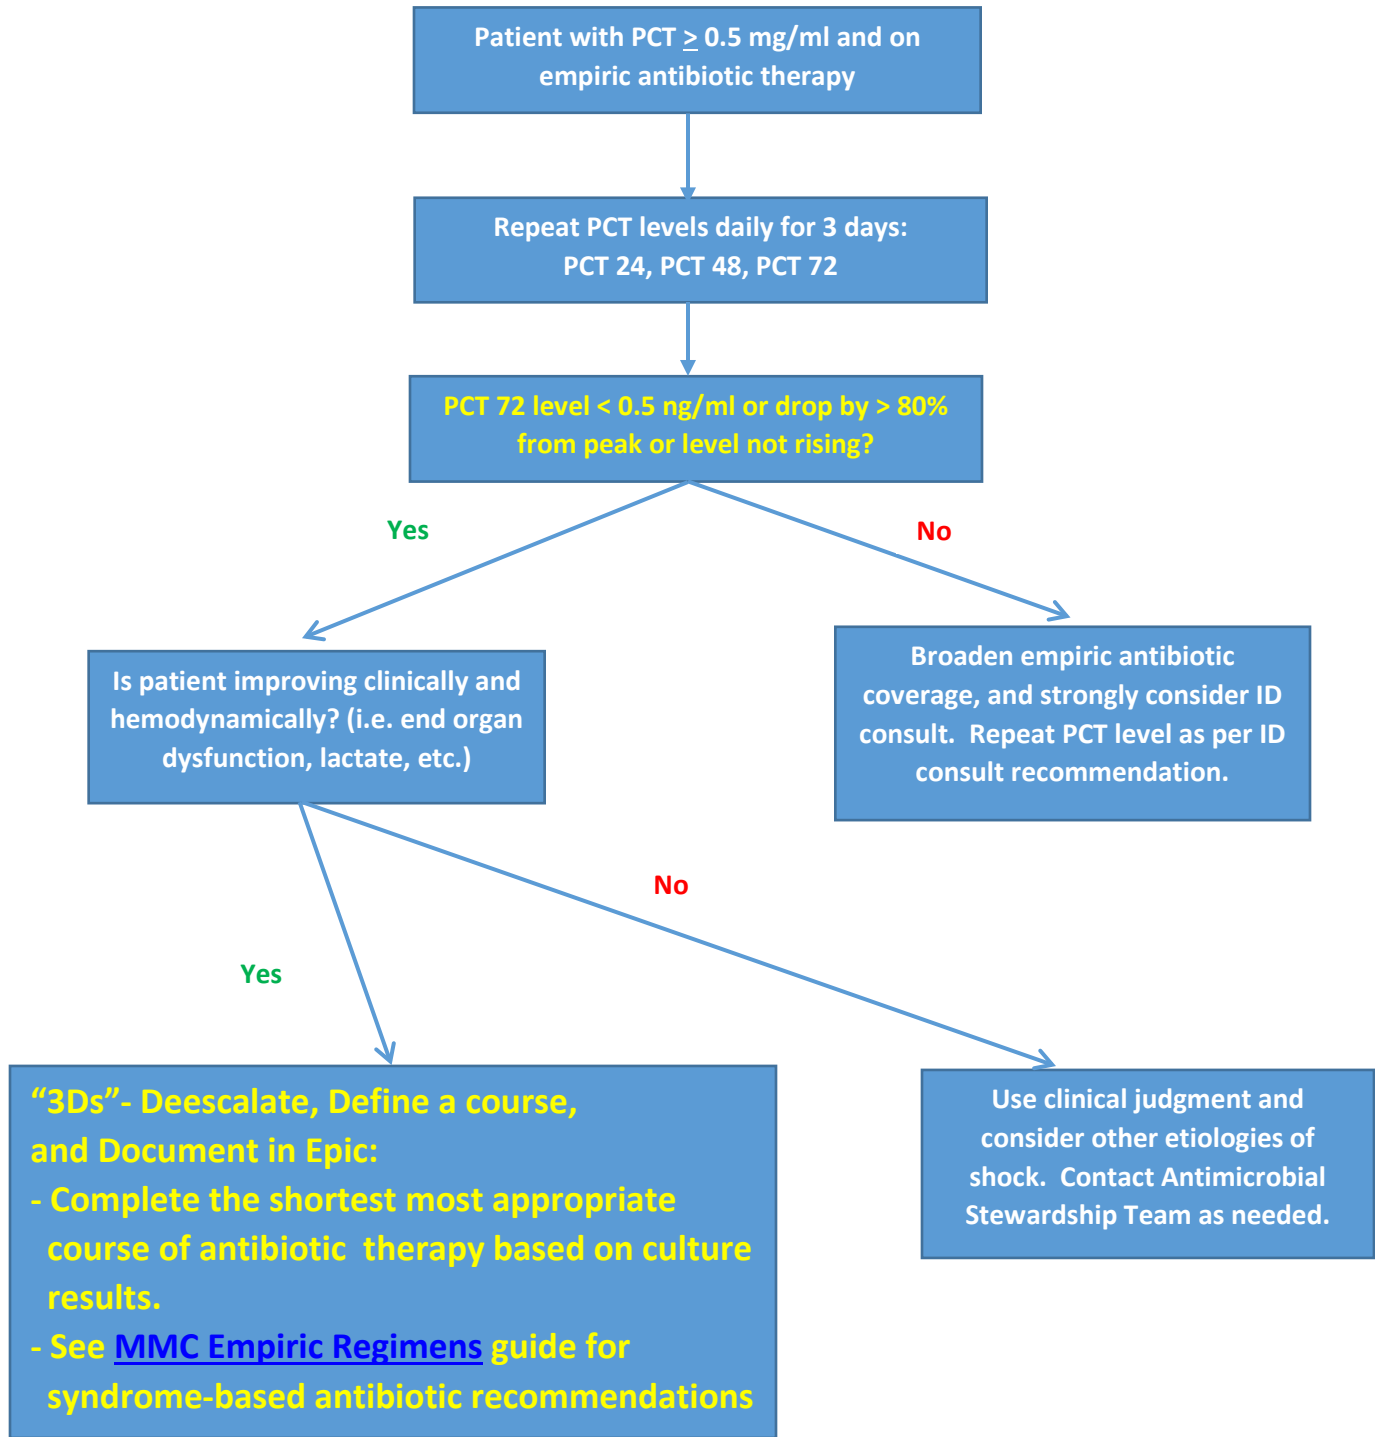 Patient with PCT ≥ 0.5 mg/ml and on
empiric antibiotic therapy
Repeat PCT levels daily for 3 days:
PCT 24, PCT 48, PCT 72
PCT 72 level < 0.5 ng/ml or drop by > 80%
from peak or level not rising?
Yes
No
Is patient improving clinically and
hemodynamically? (i.e. end organ
dysfunction, lactate, etc.)
Broaden empiric antibiotic
coverage, and strongly consider ID
consult.  Repeat PCT level as per ID
consult recommendation.
No
Yes
“3Ds”- Deescalate, Define a course,
and Document in Epic:
- Complete the shortest most appropriate
course of antibiotic  therapy based on culture
results.
- See MMC Empiric Regimens guide for
syndrome-based antibiotic recommendations
Use clinical judgment and
consider other etiologies of
shock.  Contact Antimicrobial
Stewardship Team as needed.